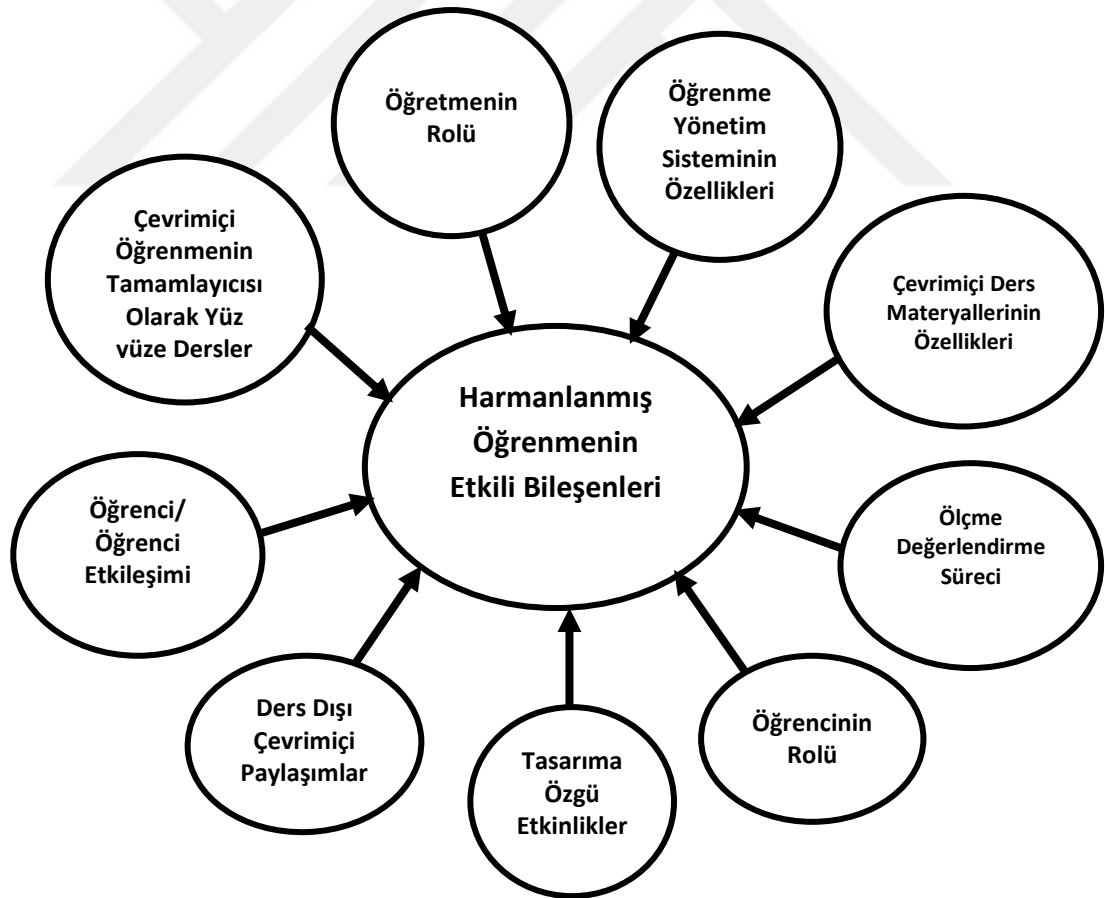 Öğretmenin
Rolü
Öğrenme
Yönetim
Sisteminin
Özellikleri
Çevrimiçi
Öğrenmenin
Tamamlayıcısı
Olarak Yüz
yüze Dersler
Çevrimiçi Ders
Materyallerinin
Özellikleri
Harmanlanmış
Öğrenmenin
Etkili Bileşenleri
Öğrenci/
Öğrenci
Etkileşimi
Ölçme
Değerlendirme
Süreci
Ders Dışı
Çevrimiçi
Paylaşımlar
Tasarıma
Özgü
Etkinlikler
Öğrencinin
Rolü